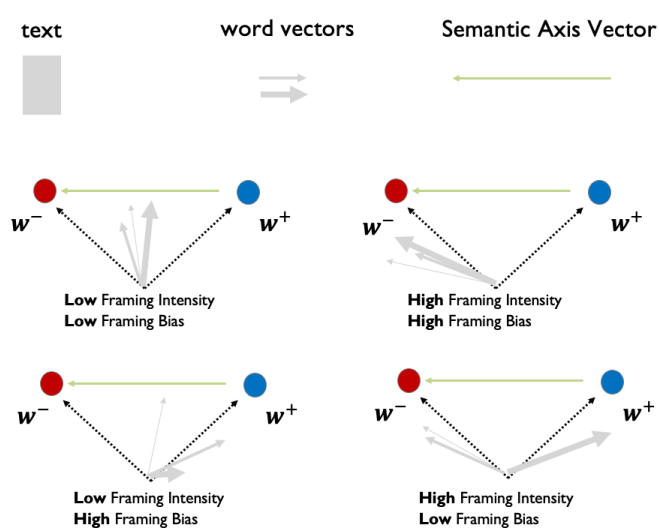 text word vectors Semantic Axis Vector
w⁻ w⁺ w⁻ w⁺
Low Framing Intensity High Framing Intensity
Low Framing Bias High Framing Bias
w⁻ w⁺ w⁻ w⁺
Low Framing Intensity High Framing Intensity
High Framing Bias Low Framing Bias